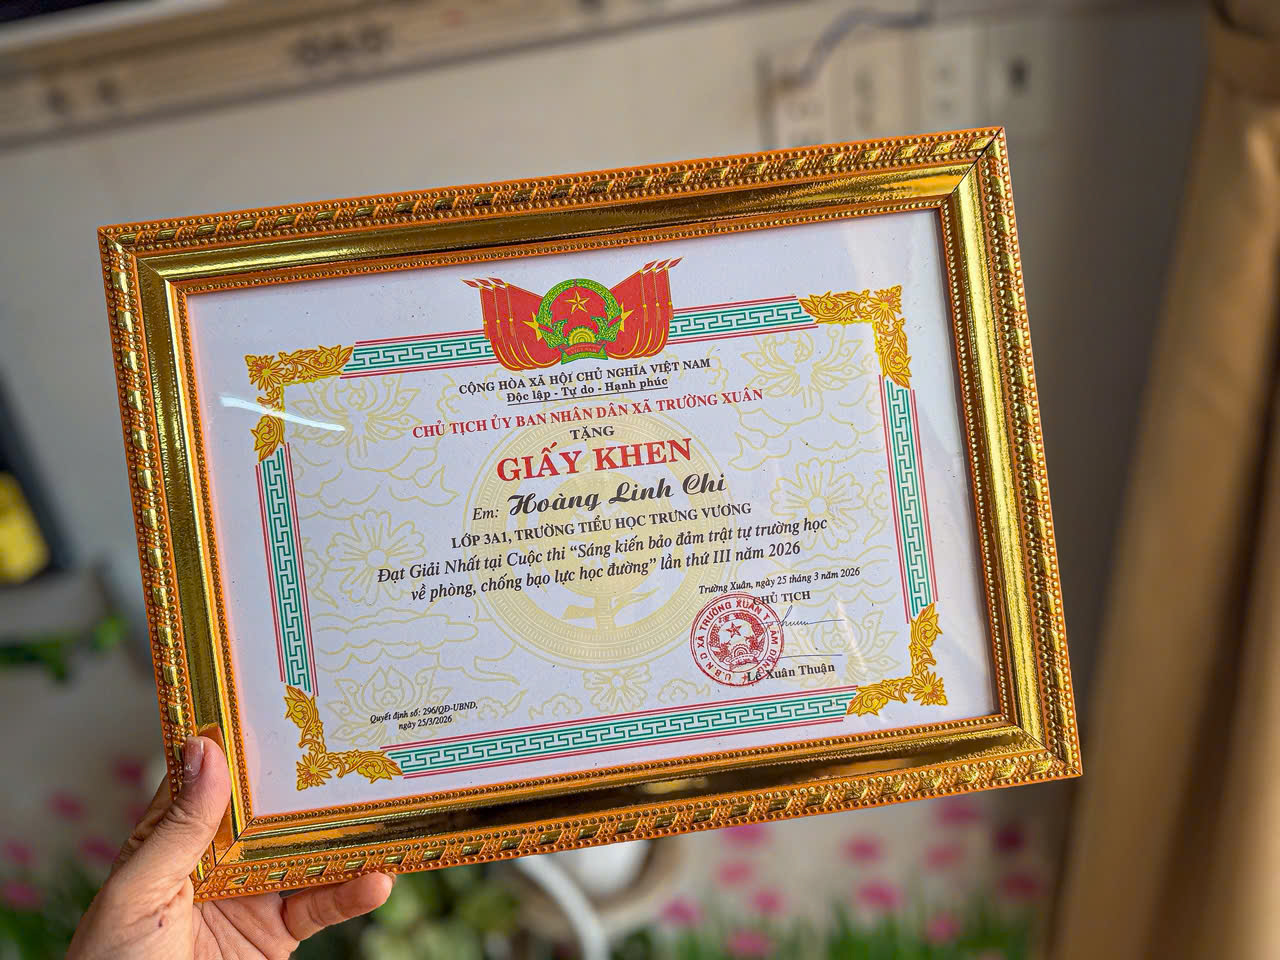 CỘNG HÒA XÃ HỘI CHỦ NGHĨA VIỆT NAM
Độc lập - Tự do - Hạnh phúc
CHỦ TỊCH ỦY BAN NHÂN DÂN XÃ TRƯỜNG XUÂN
TẶNG
GIẤY KHEN
Em: Hoàng Linh Chi
LỚP 3A1, TRƯỜNG TIỂU HỌC TRƯNG VƯƠNG
Đạt Giải Nhất tại Cuộc thi “Sáng kiến bảo đảm trật tự trường học
về phòng, chống bạo lực học đường” lần thứ III năm 2026
Trường Xuân, ngày 25 tháng 3 năm 2026
CHỦ TỊCH
U.B.N.D XÃ TRƯỜNG XUÂN T.
Lê Xuân Thuận
Quyết định số: 296/QĐ-UBND,
ngày 25/3/2026